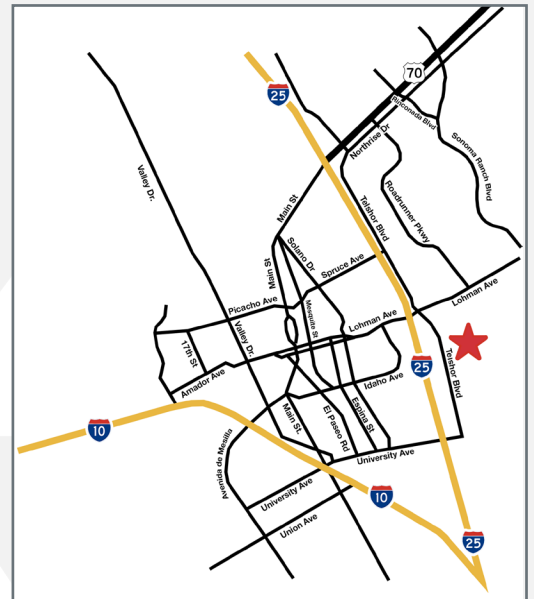 70
25
Rinconada Blvd
Northrise Dr
Sonoma Ranch Blvd
Valley Dr.
Roadrunner Pkwy
Main St
Telshor Blvd
Solano Dr
Main St
Spruce Ave
Lohman Ave
Picacho Ave
Mesquite St
Lohman Ave
Valley Dr.
17th St
25
Telshor Blvd
Amador Ave
Idaho Ave
Main St.
El Paseo Rd
Espina St
10
Avenida de Mesilla
University Ave
University Ave
10
Union Ave
25